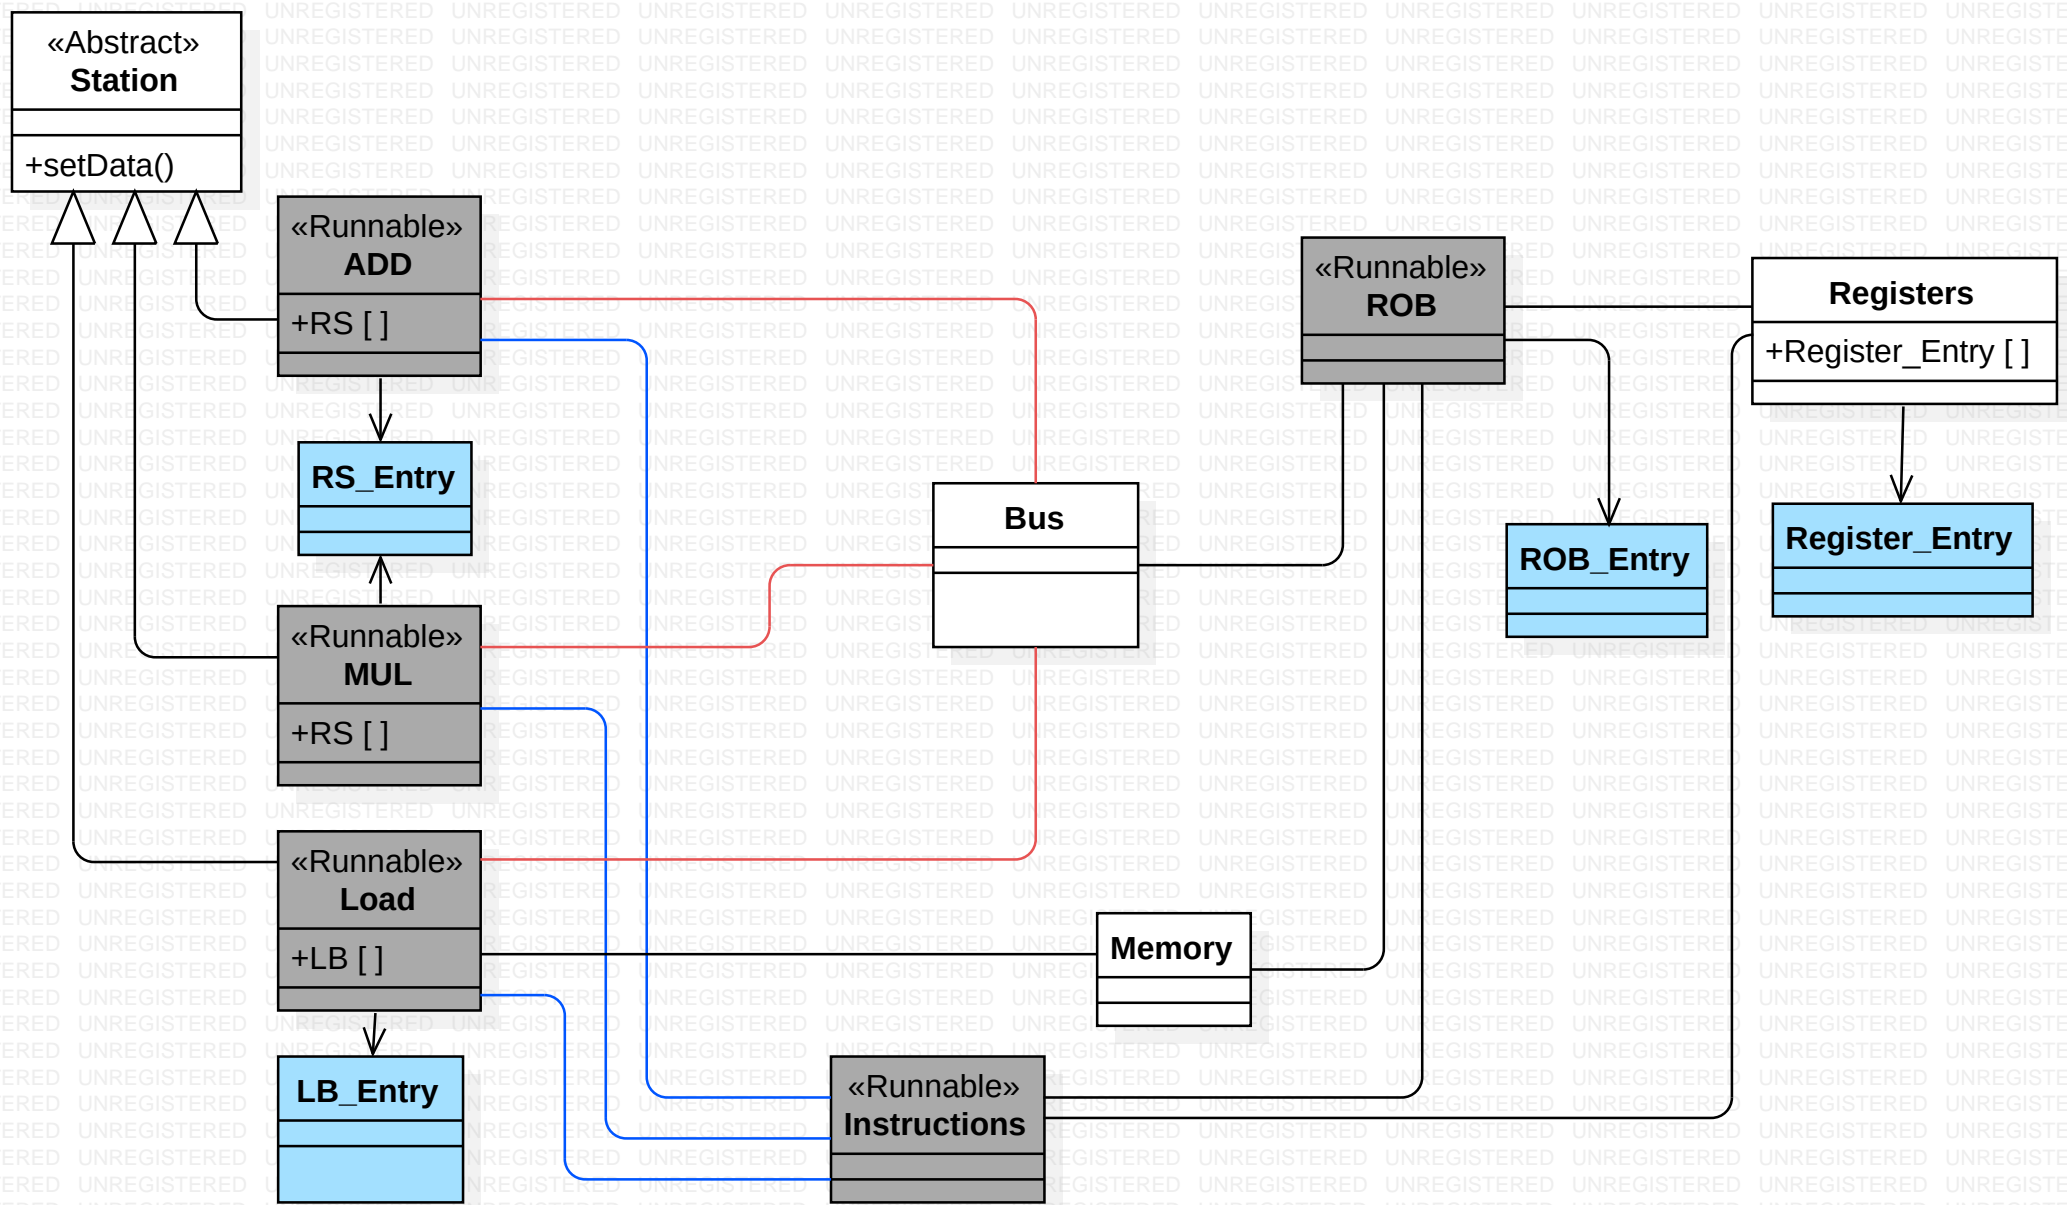 «Abstract»
Station
+setData()
«Runnable»
ADD
+RS [ ]
RS_Entry
«Runnable»
MUL
+RS [ ]
«Runnable»
Load
+LB [ ]
LB_Entry
Bus
Memory
«Runnable»
Instructions
«Runnable»
ROB
ROB_Entry
Registers
+Register_Entry [ ]
Register_Entry
UNREGISTERED